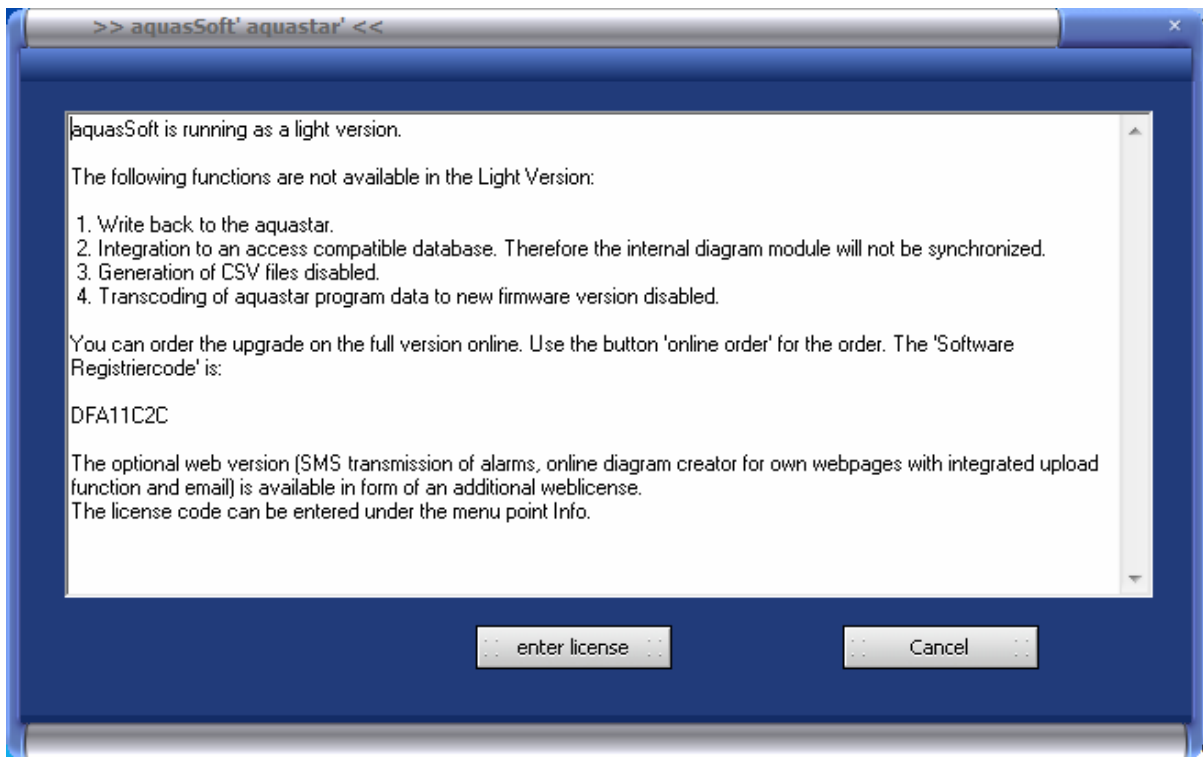 >> aquasSoft' aquastar' <<
aquasSoft is running as a light version.
The following functions are not available in the Light Version:
1. Write back to the aquastar.
2. Integration to an access compatible database. Therefore the internal diagram module will not be synchronized.
3. Generation of CSV files disabled.
4. Transcoding of aquastar program data to new firmware version disabled.
You can order the upgrade on the full version online. Use the button 'online order' for the order. The 'Software
Registriercode' is:
DFA11C2C
The optional web version (SMS transmission of alarms, online diagram creator for own webpages with integrated upload
function and email) is available in form of an additional weblicense.
The license code can be entered under the menu point Info.
enter license
Cancel